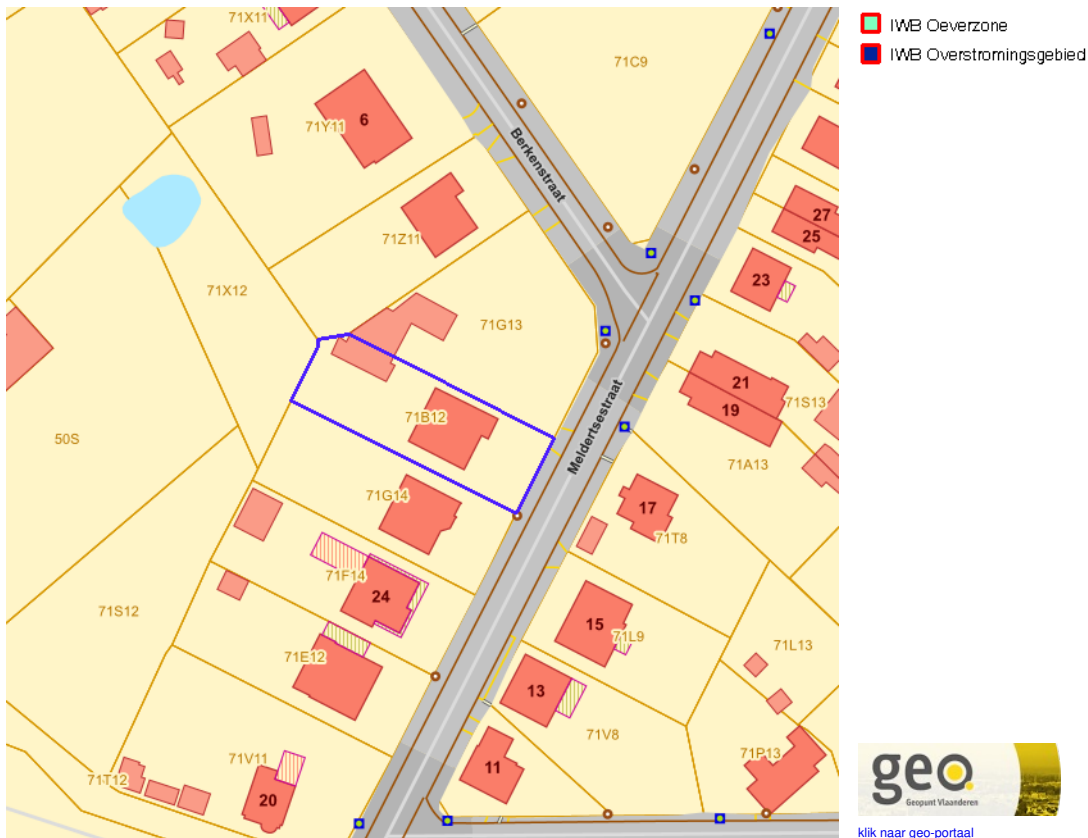 71X11
71C9
6
71Y11
Berkenstraat
27
25
71Z11
23
71X12
71G13
21
19
71S13
Meldertsestraat
71B12
50S
71A13
71G14
17
71T8
71F14
24
71S12
15
71L9
71L13
71E12
13
71V8
71P13
71V11
11
71T12
20
IWB Oeverzone
IWB Overstromingsgebied
geo.
Geopunt Vlaanderen
klik naar geo-portaal